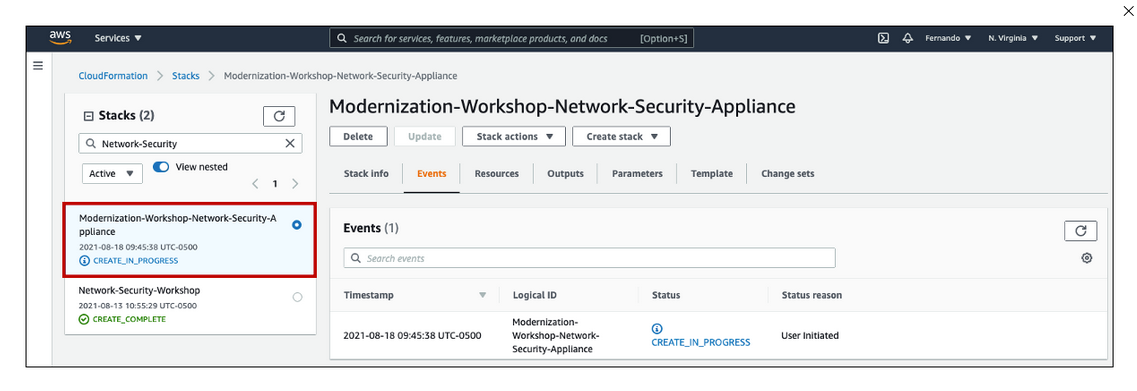 aws
Services ▼
Search for services, features, marketplace products, and docs [Option+S]
Fernando ▼ N. Virginia ▼ Support ▼
CloudFormation > Stacks > Modernization-Workshop-Network-Security-Appliance
Stacks (2)
Network-Security
Active ▼
View nested
< 1 >
Modernization-Workshop-Network-Security-A
ppliance
2021-08-18 09:45:38 UTC-0500
CREATE_IN_PROGRESS
Network-Security-Workshop
2021-08-13 10:55:29 UTC-0500
CREATE_COMPLETE
Modernization-Workshop-Network-Security-Appliance
Delete Update Stack actions ▼ Create stack ▼
Stack info Events Resources Outputs Parameters Template Change sets
Events (1)
Search events
Timestamp ▼ Logical ID Status Status reason
2021-08-18 09:45:38 UTC-0500
Modernization-
Workshop-Network-
Security-Appliance
CREATE_IN_PROGRESS
User Initiated